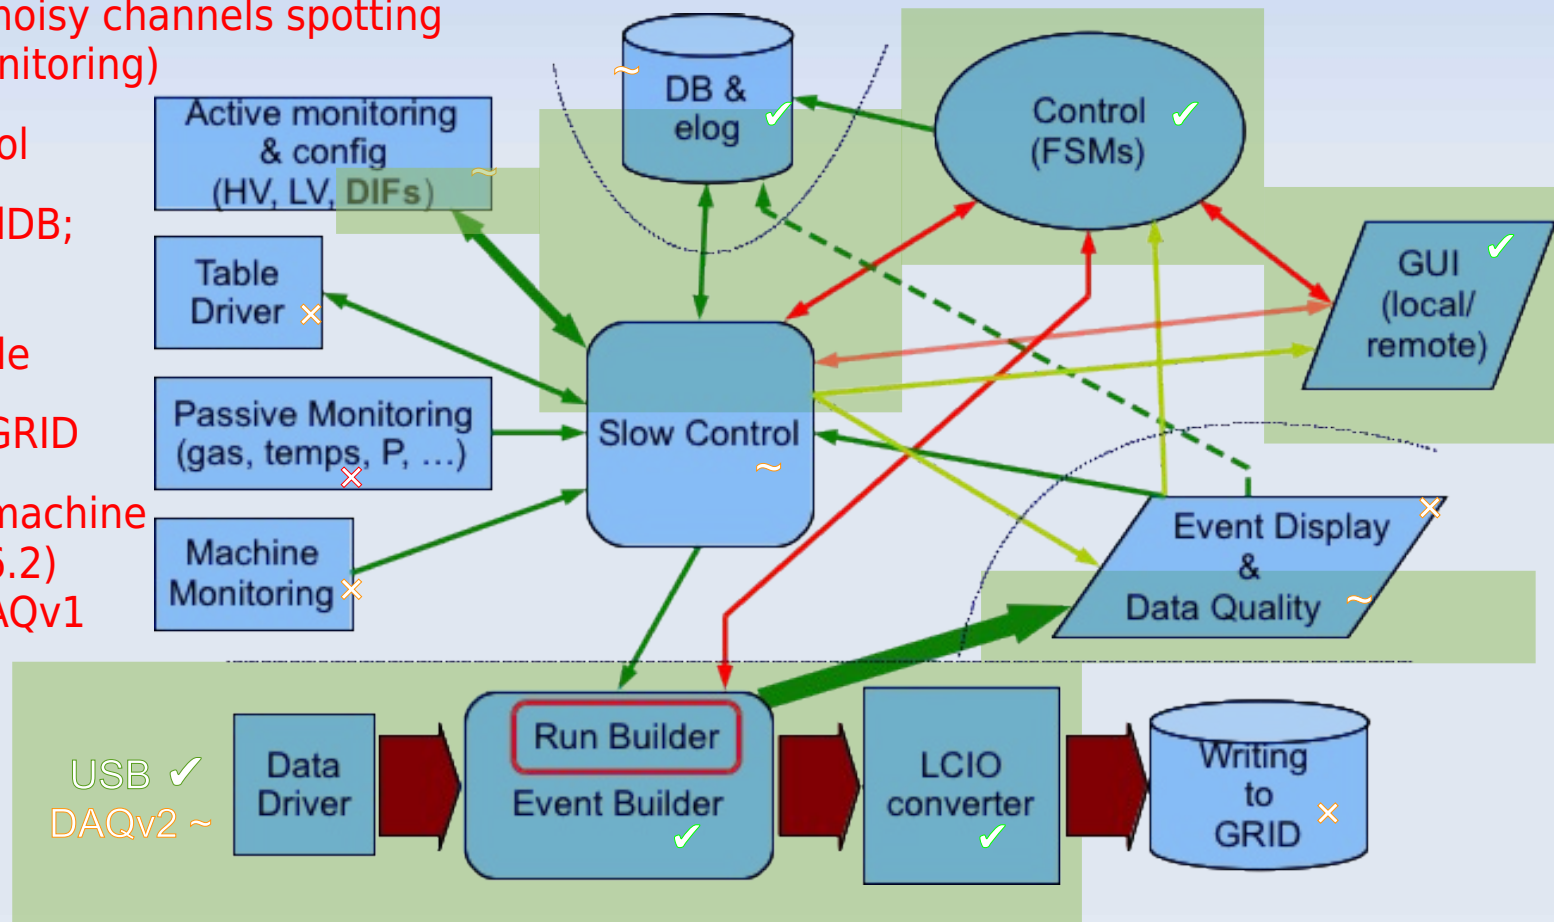 noisy channels spotting
nitoring)
ol
dDB;
le
GRID
machine
5.2)
AQv1
Active monitoring
& config
(HV, LV, DIFs)
Table
Driver
Passive Monitoring
(gas, temps, P, ...)
Machine
Monitoring
DB &
elog
Control
(FSMs)
GUI
(local/
remote)
Slow Control
Event Display
&
Data Quality
USB ✓
DAQv2 ~
Data
Driver
Run Builder
Event Builder
LCIO
converter
Writing
to
GRID